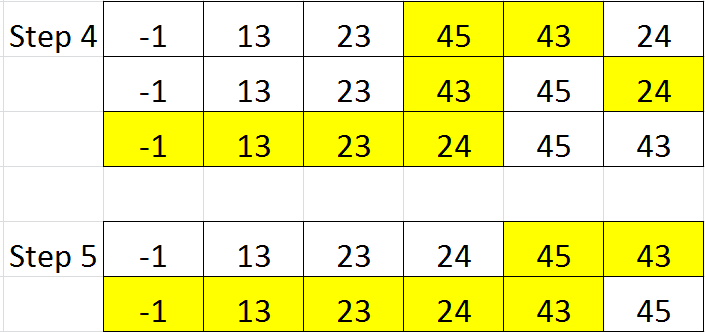 Step 4 -1 13 23 45 43 24
-1 13 23 43 45 24
-1 13 23 24 45 43
Step 5 -1 13 23 24 45 43
-1 13 23 24 43 45